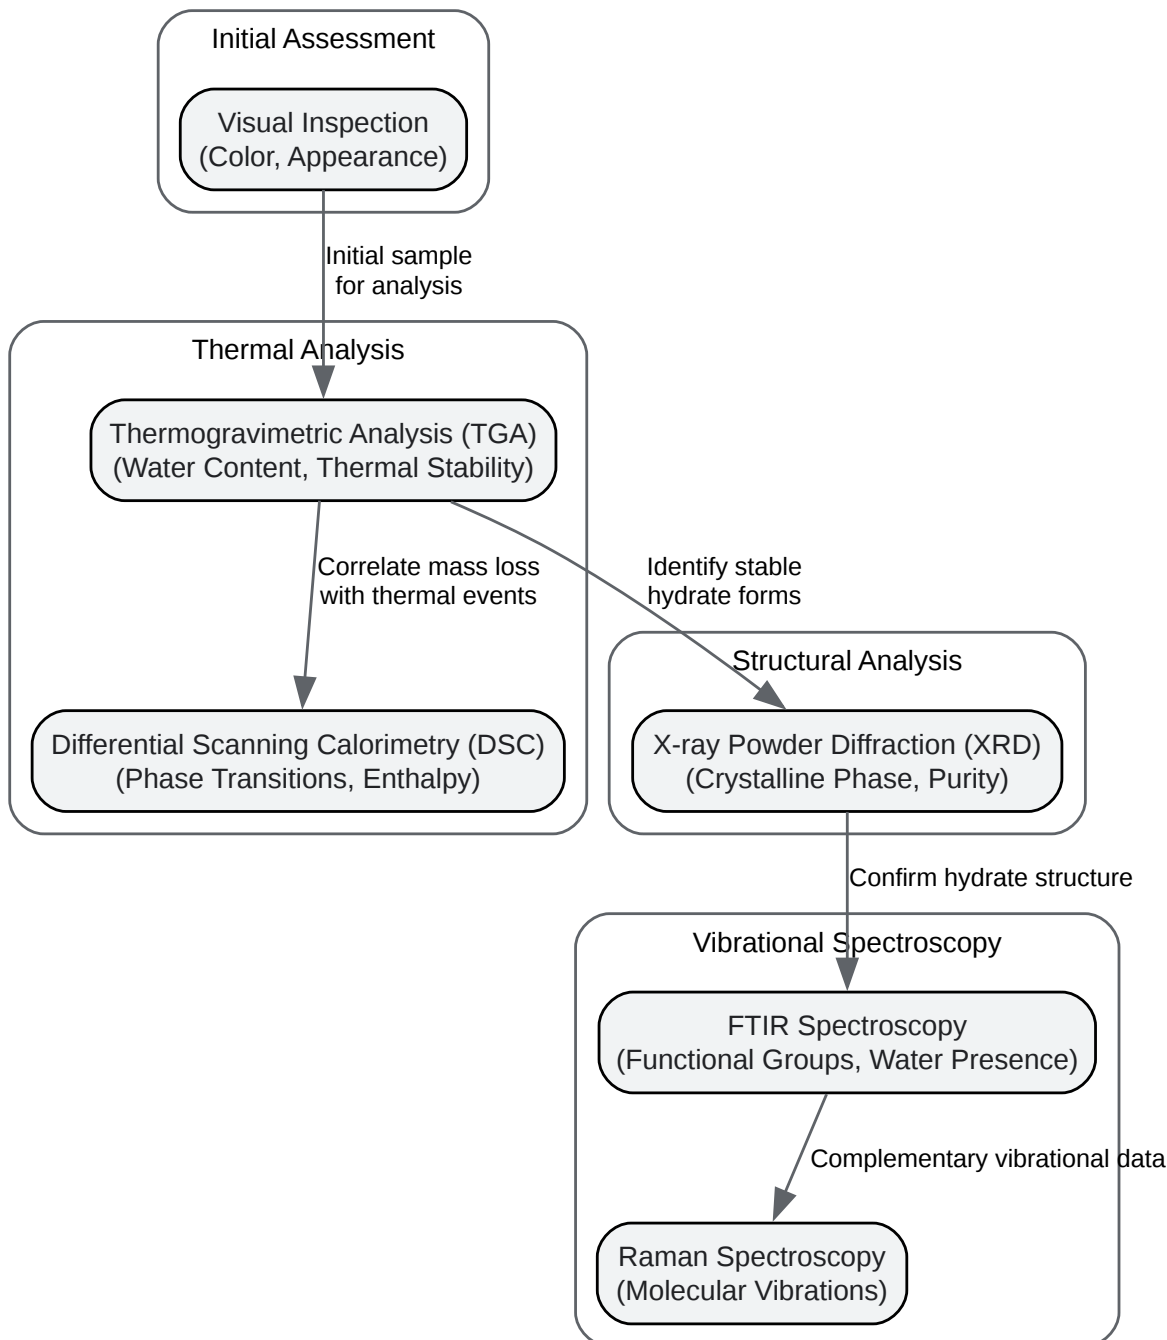 Initial Assessment
Visual Inspection
(Color, Appearance)
Initial sample
for analysis
Thermal Analysis
Thermogravimetric Analysis (TGA)
(Water Content, Thermal Stability)
Correlate mass loss
with thermal events
Identify stable
hydrate forms
Structural Analysis
Differential Scanning Calorimetry (DSC)
(Phase Transitions, Enthalpy)
X-ray Powder Diffraction (XRD)
(Crystalline Phase, Purity)
Confirm hydrate structure
Vibrational Spectroscopy
FTIR Spectroscopy
(Functional Groups, Water Presence)
Complementary vibrational data
Raman Spectroscopy
(Molecular Vibrations)